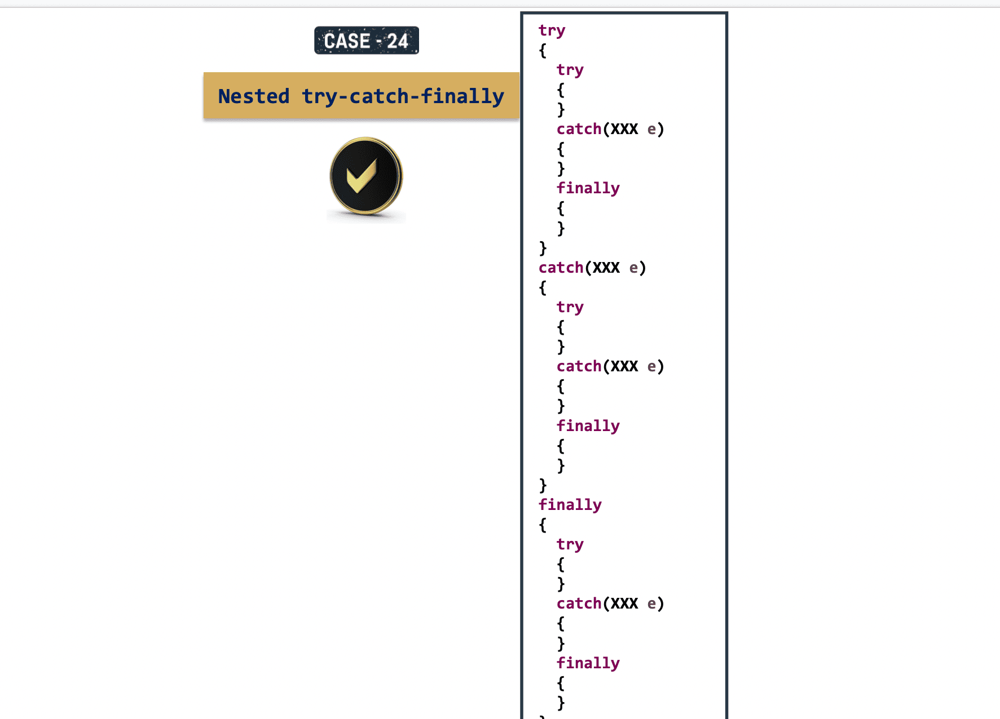 CASE - 24
Nested try-catch-finally
try
{
try
{
}
catch(XXX e)
{
}
finally
{
}
}
catch(XXX e)
{
try
{
}
catch(XXX e)
{
}
finally
{
}
}
finally
{
try
{
}
catch(XXX e)
{
}
finally
{
}
}